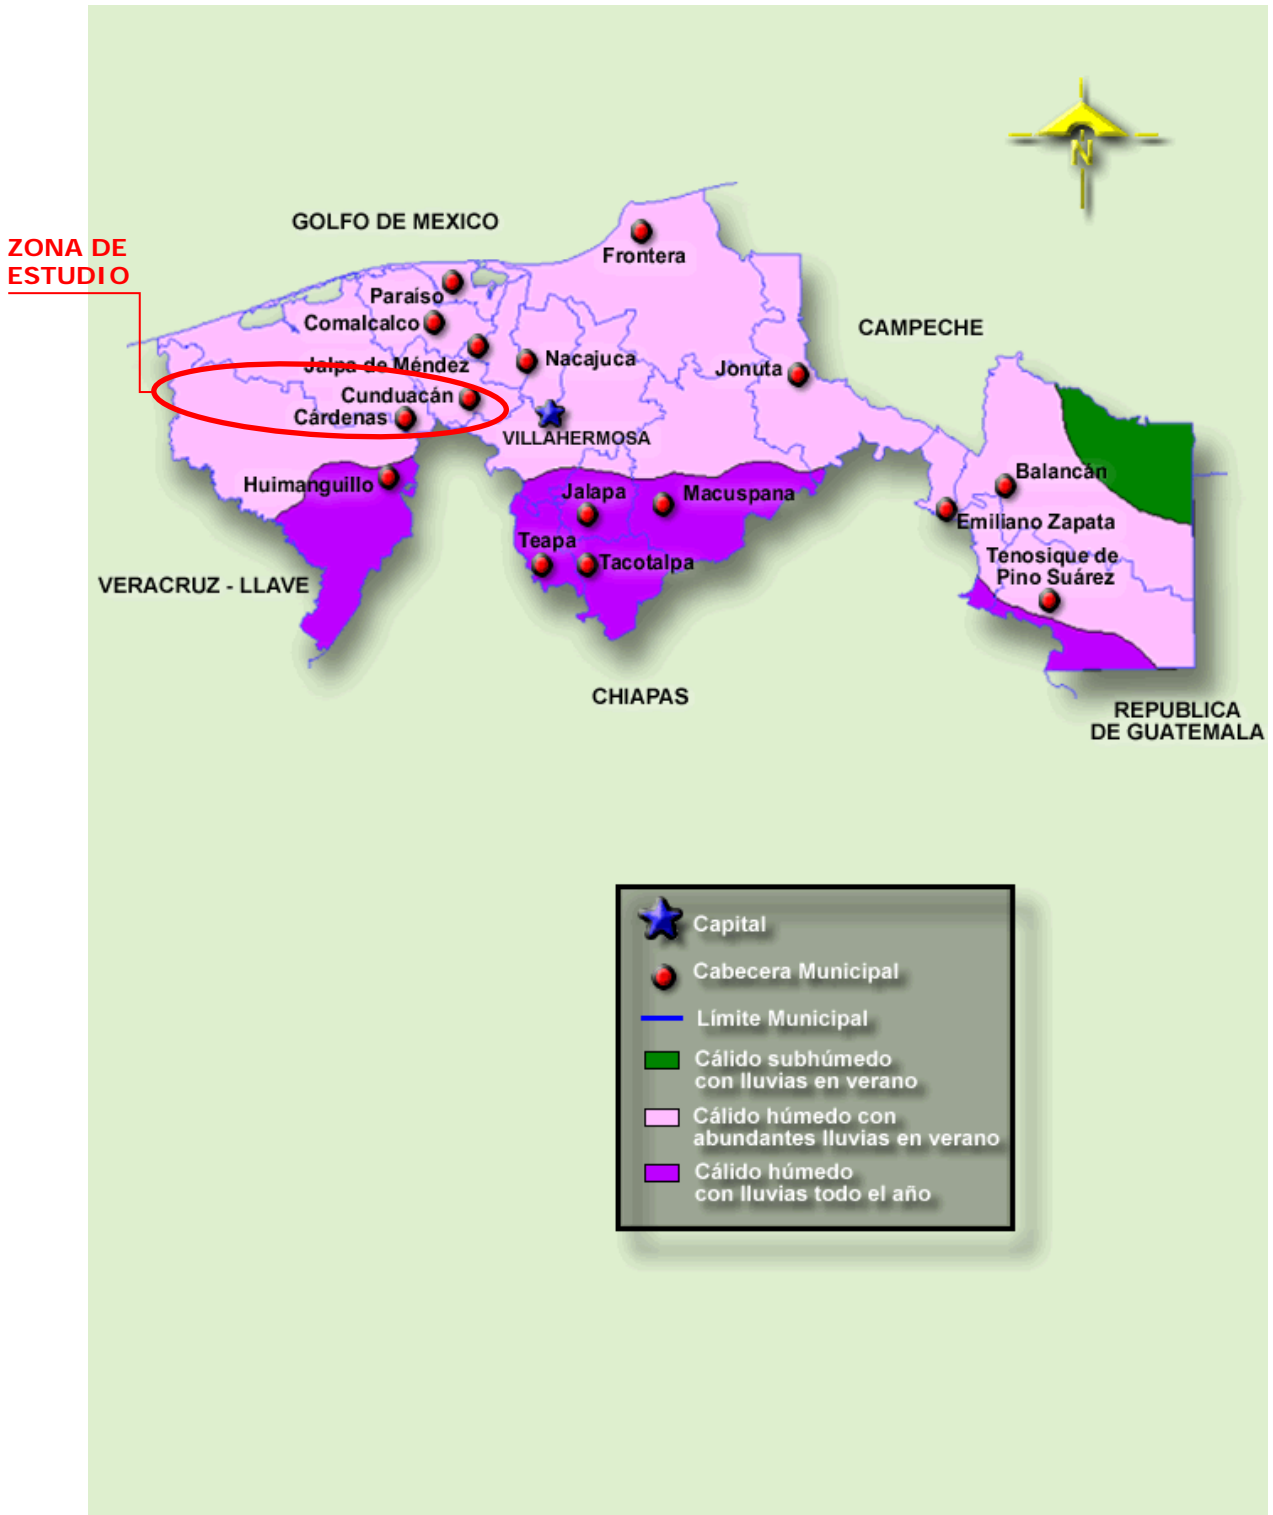 N
GOLFO DE MEXICO
ZONA DE
ESTUDIO
Frontera
Paraíso
Comalcalco
CAMPECHE
Jalpa de Méndez
Nacajuca
Jonuta
Cunduacán
Cárdenas
VILLAHERMOSA
Huimanguillo
Jalapa
Macuspana
Balancán
Emiliano Zapata
Teapa
Tacotalpa
Tenosique de
Pino Suárez
VERACRUZ - LLAVE
CHIAPAS
REPUBLICA
DE GUATEMALA
Capital
Cabecera Municipal
Límite Municipal
Cálido subhúmedo
con lluvias en verano
Cálido húmedo con
abundantes lluvias en verano
Cálido húmedo
con lluvias todo el año